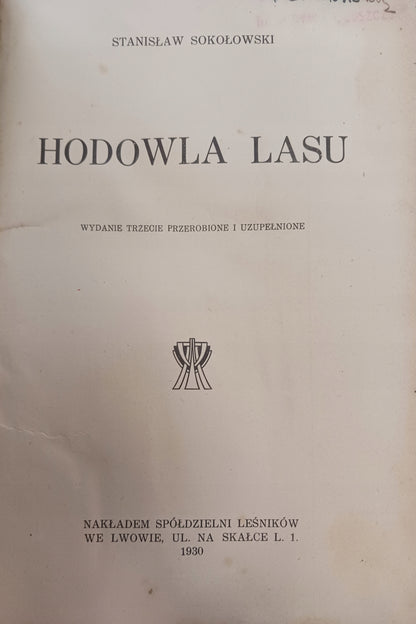 STANISŁAW SOKOŁOWSKI
HODOWLA LASU
WYDANIE TRZECIE PRZEROBIONE I UZUPEŁNIONE
NAKŁADEM SPÓŁDZIELNI LEŚNIKÓW
WE LWOWIE, UL. NA SKAŁCE L. 1.
1930